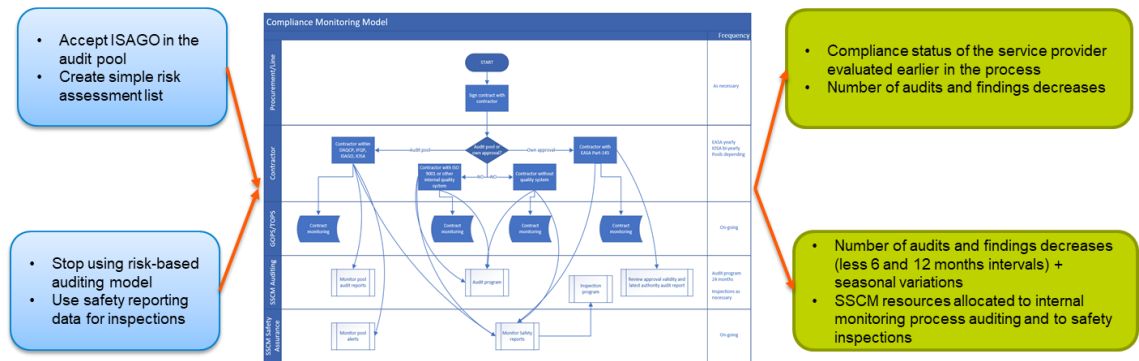 • Accept ISAGO in the
audit pool
• Create simple risk
assessment list
• Stop using risk-based
auditing model
• Use safety reporting
data for inspections
Compliance Monitoring Model
Frequency
Procurement/Line
START
Sign contract with
contractor
As necessary
Contractor
Contractor within
DAQCP, IFQP,
ISAGO, ICFSA
Audit pool
Audit pool or
own approval?
Own approval
Contractor with
EASA Part-145
Contractor with ISO
9001 or other
internal quality
system
NO
NO
Contractor without
quality system
EASA yearly
Pools depending
GOPS/TOPS
Contract
monitoring
Contract
monitoring
Contract
monitoring
Contract
monitoring
On-going
SSCM Auditing
Monitor pool
audit reports
Audit program
Inspection
program
Review approval validity and
latest authority audit report
Audit program
24 months
Inspections as
necessary
SSCM Safety
Assurance
Monitor pool
alerts
Monitor Safety
reports
On-going
• Compliance status of the service provider
evaluated earlier in the process
• Number of audits and findings decreases
• Number of audits and findings decreases
(less 6 and 12 months intervals) +
seasonal variations
• SSCM resources allocated to internal
monitoring process auditing and to safety
inspections